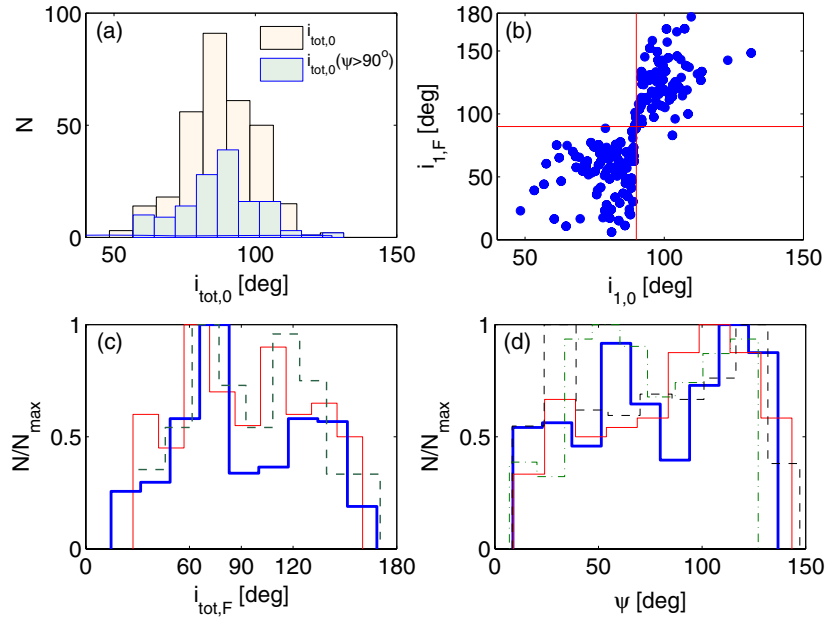 (a)
i_tot,0
i_tot,0(ψ>90°)
100
50
0
N
50 100 150
i_tot,0 [deg]
(b)
180
150
100
50
0
i_1,F [deg]
50 100 150
i_1,0 [deg]
(c)
1
0.5
0
N/N_max
0 60 90 120 180
i_tot,F [deg]
(d)
1
0.5
0
N/N_max
0 50 100 150
ψ [deg]